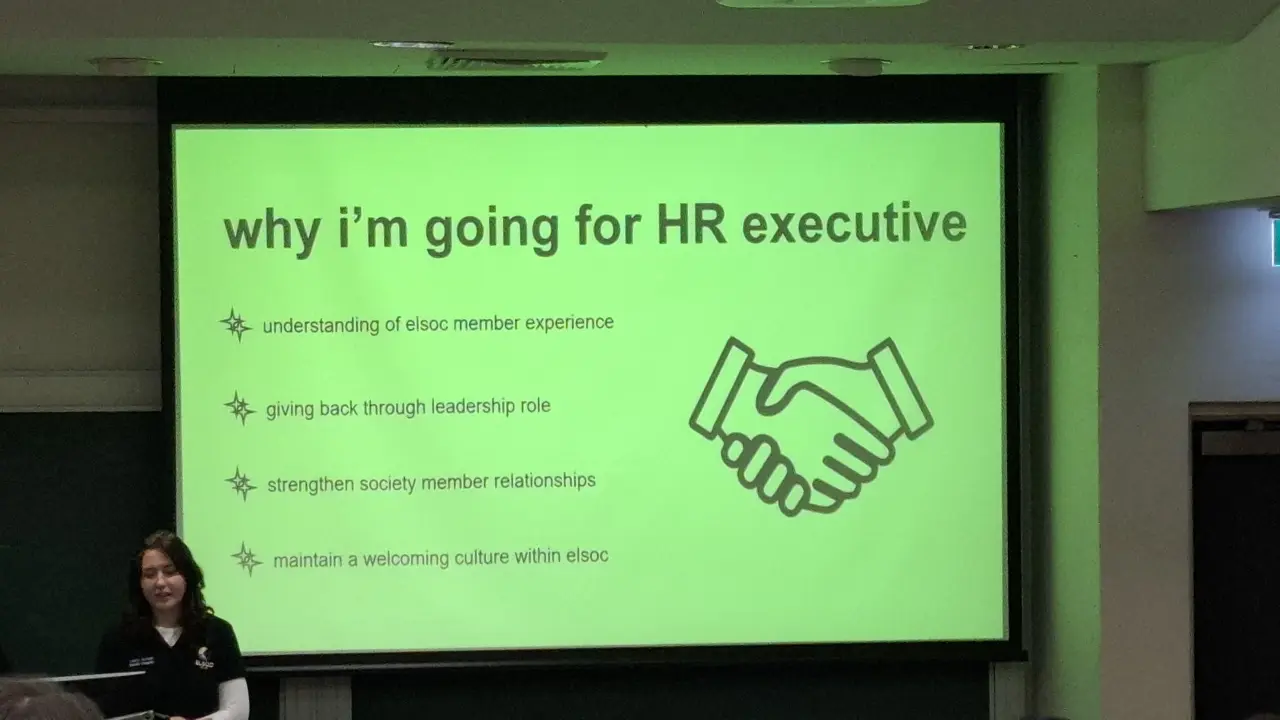 why i'm going for HR executive
understanding of elsoc member experience
giving back through leadership role
strengthen society member relationships
maintain a welcoming culture within elsoc
ELSOC